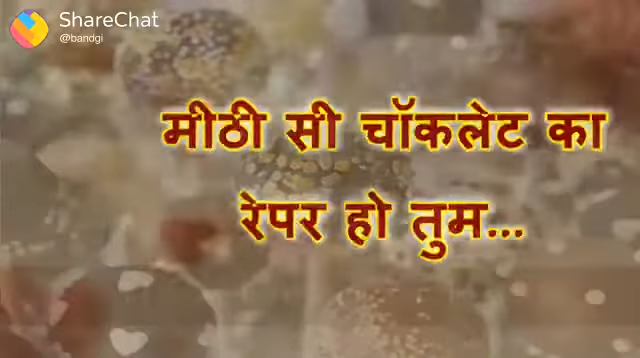 ShareChat
@bandgi
मीठी सी चॉकलेट का
रेपर हो तुम...